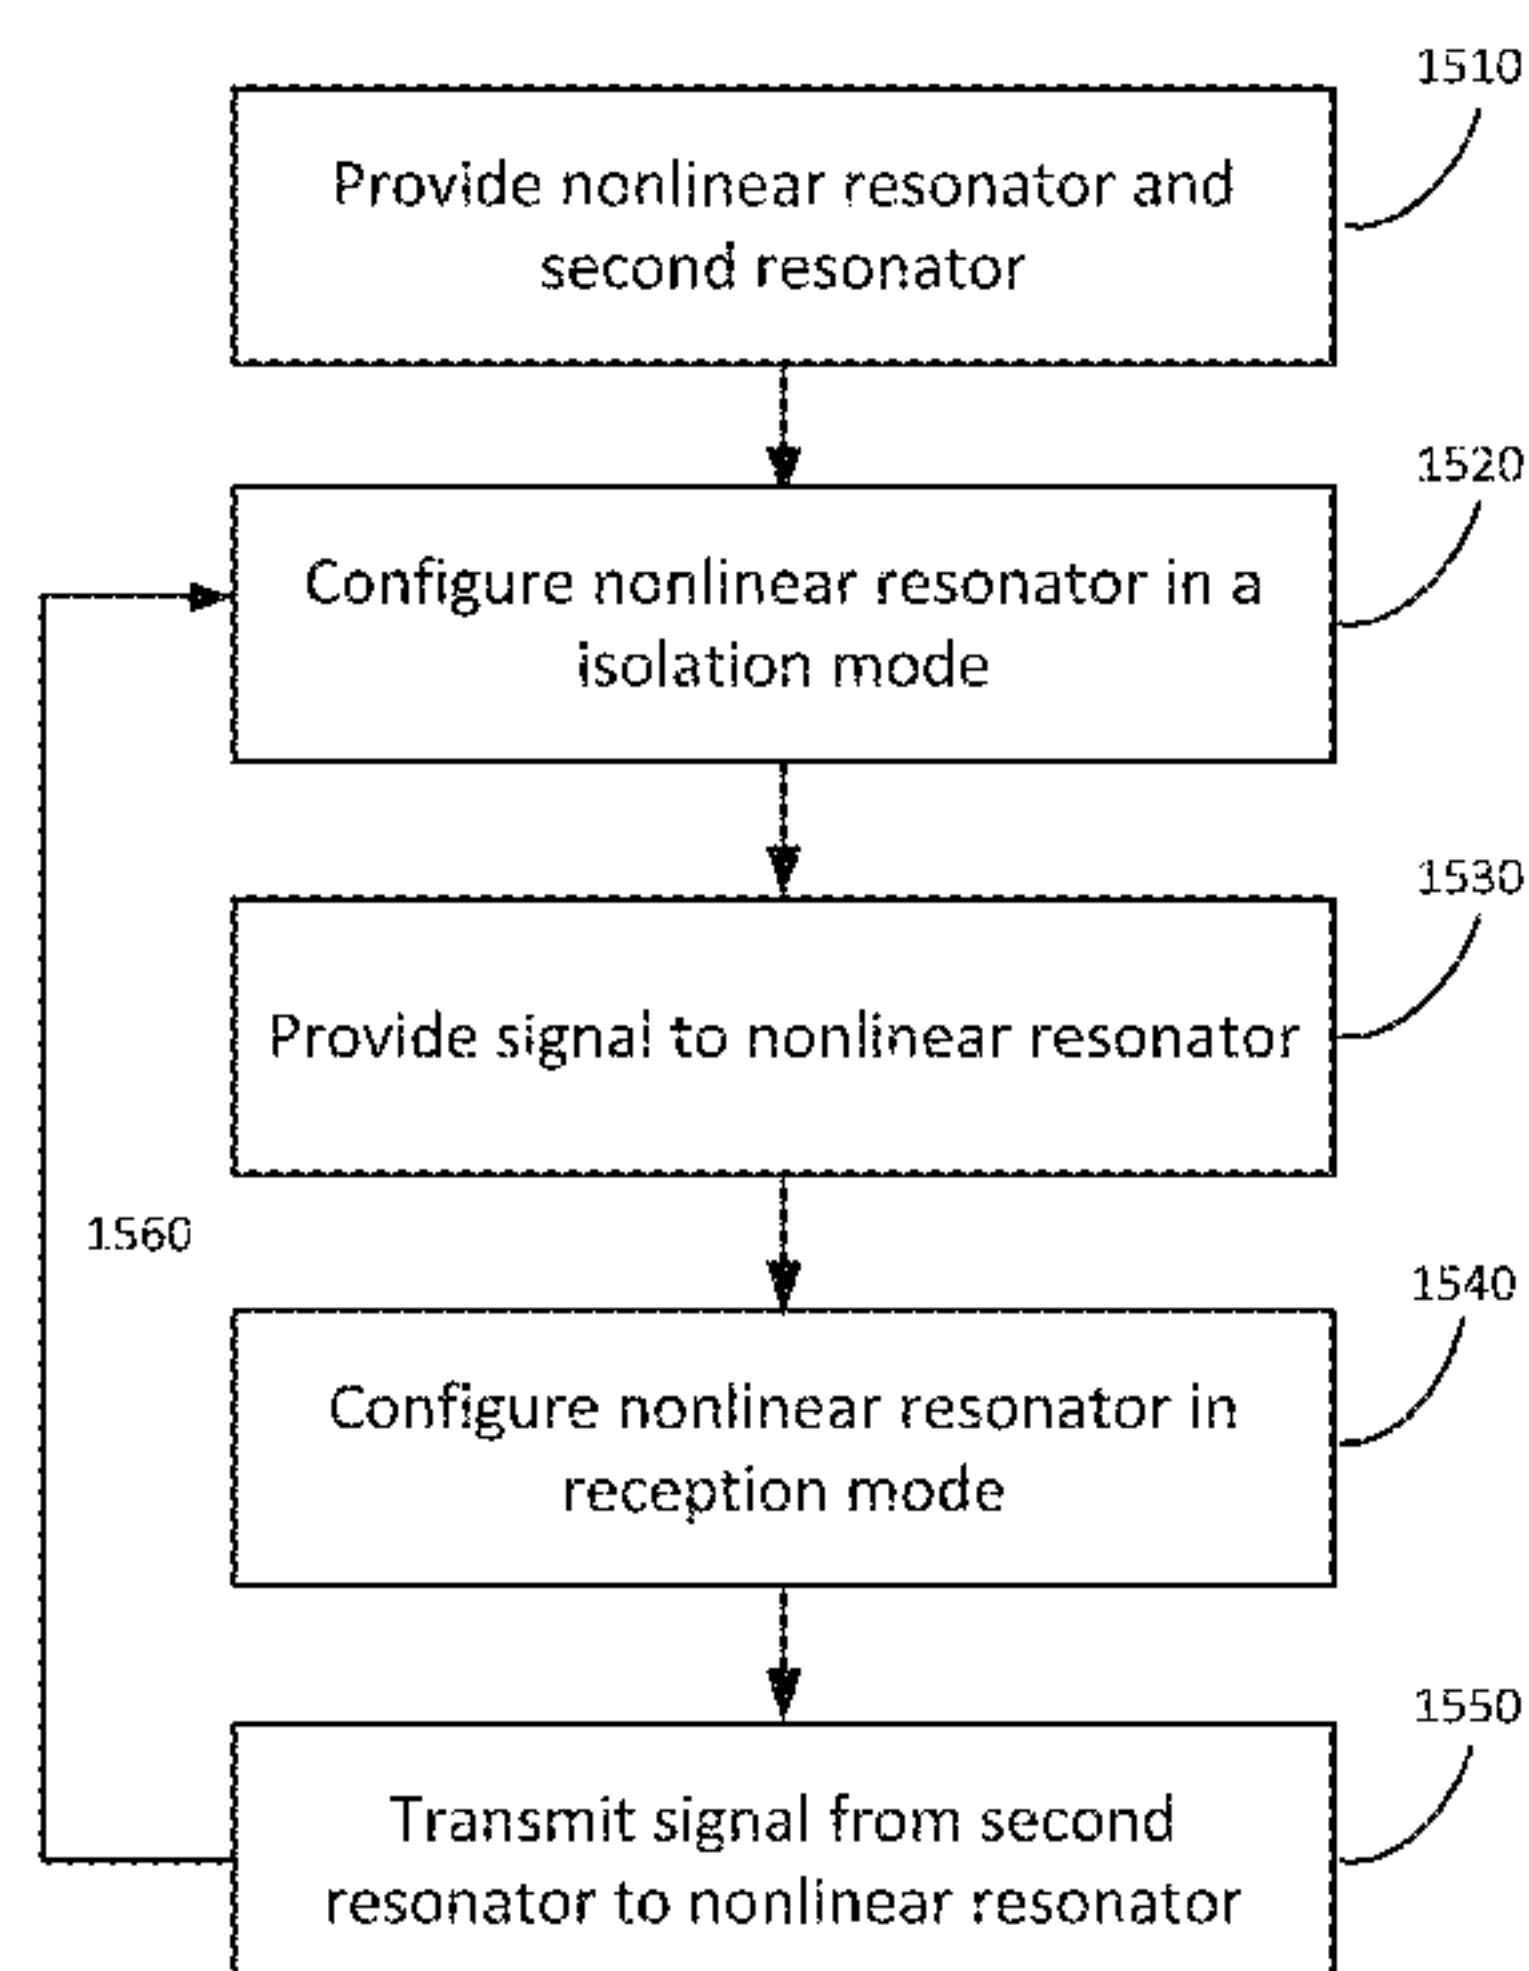 1510
Provide nonlinear resonator and
second resonator
1520
Configure nonlinear resonator in a
isolation mode
1530
Provide signal to nonlinear resonator
1560
1540
Configure nonlinear resonator in
reception mode
1550
Transmit signal from second
resonator to nonlinear resonator